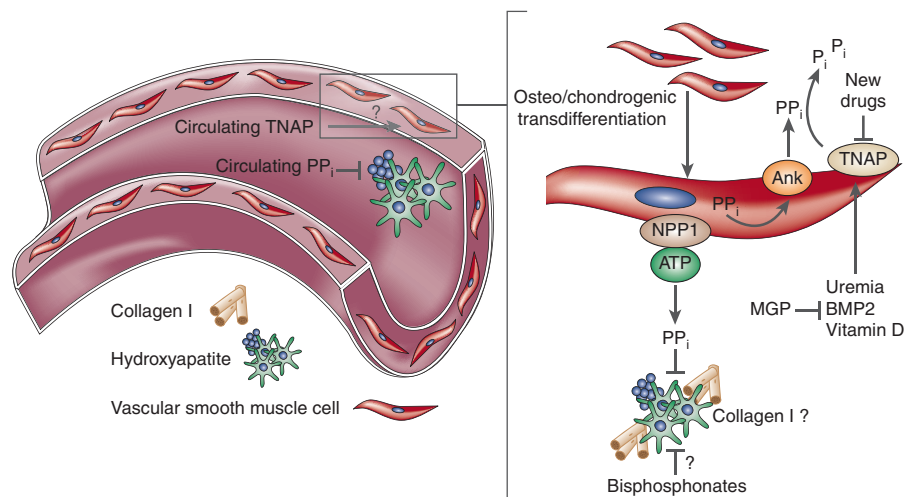 ?
Circulating TNAP
Circulating PPi
Collagen I
Hydroxyapatite
Vascular smooth muscle cell
Osteo/chondrogenic
transdifferentiation
Pi Pi
New
drugs
PPi
TNAP
Ank
PPi
NPP1
ATP
Uremia
MGP
BMP2
Vitamin D
PPi
Collagen I ?
?
Bisphosphonates